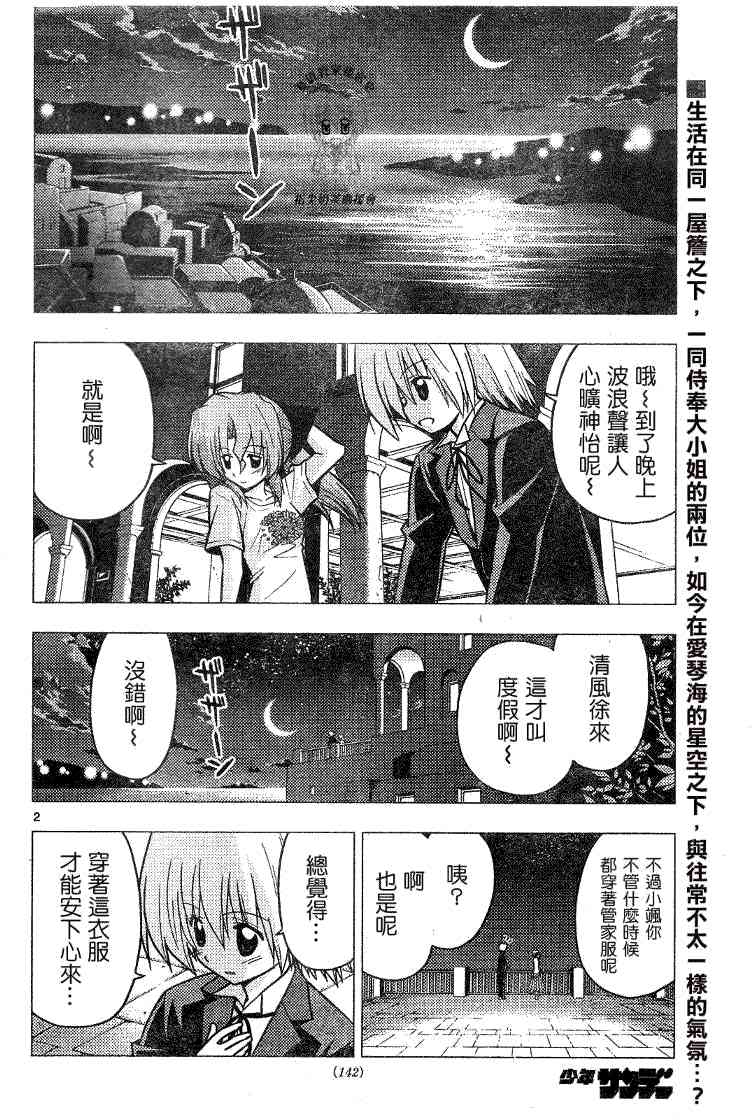 生活在同一屋簷之下，一同侍奉大小姐的兩位，如今在愛琴海的星空之下，與往常不太一樣的氣氛…？
ザザーン
哦~到了晚上
波浪聲讓人
心曠神怡呢~
就是啊~
清風徐來
這才叫
度假啊~
ザザーン
沒錯啊~
2
不過小颯你
不管什麼時候
都穿著管家服呢
咦？
啊
也是呢
總覺得…
穿著這衣服
才能安下心來…
(142)
少年サンデー